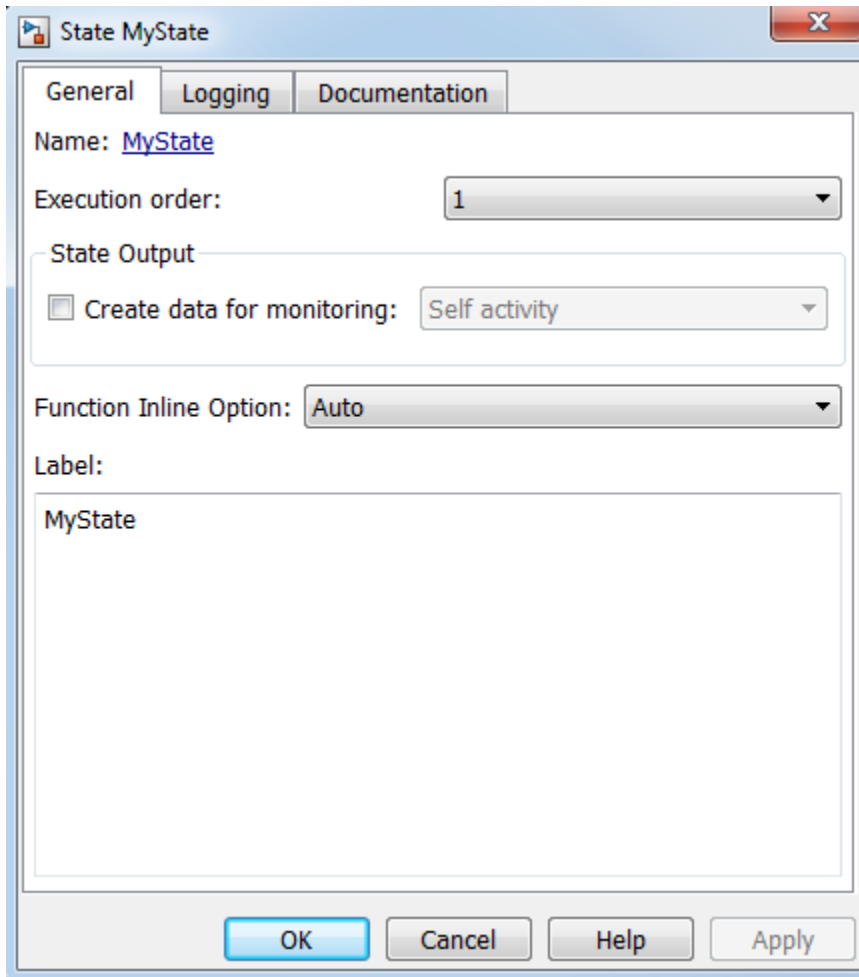 State MyState
x
General Logging Documentation
Name: MyState
Execution order: 1
State Output
Create data for monitoring: Self activity
Function Inline Option: Auto
Label:
MyState
OK Cancel Help Apply